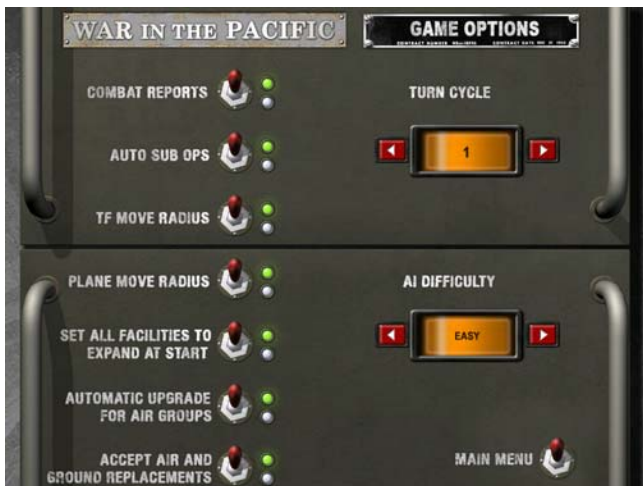 WAR IN THE PACIFIC
GAME OPTIONS
COMBAT REPORTS
TURN CYCLE
1
AUTO SUB OPS
TF MOVE RADIUS
PLANE MOVE RADIUS
AI DIFFICULTY
EASY
SET ALL FACILITIES TO
EXPAND AT START
AUTOMATIC UPGRADE
FOR AIR GROUPS
ACCEPT AIR AND
GROUND REPLACEMENTS
MAIN MENU